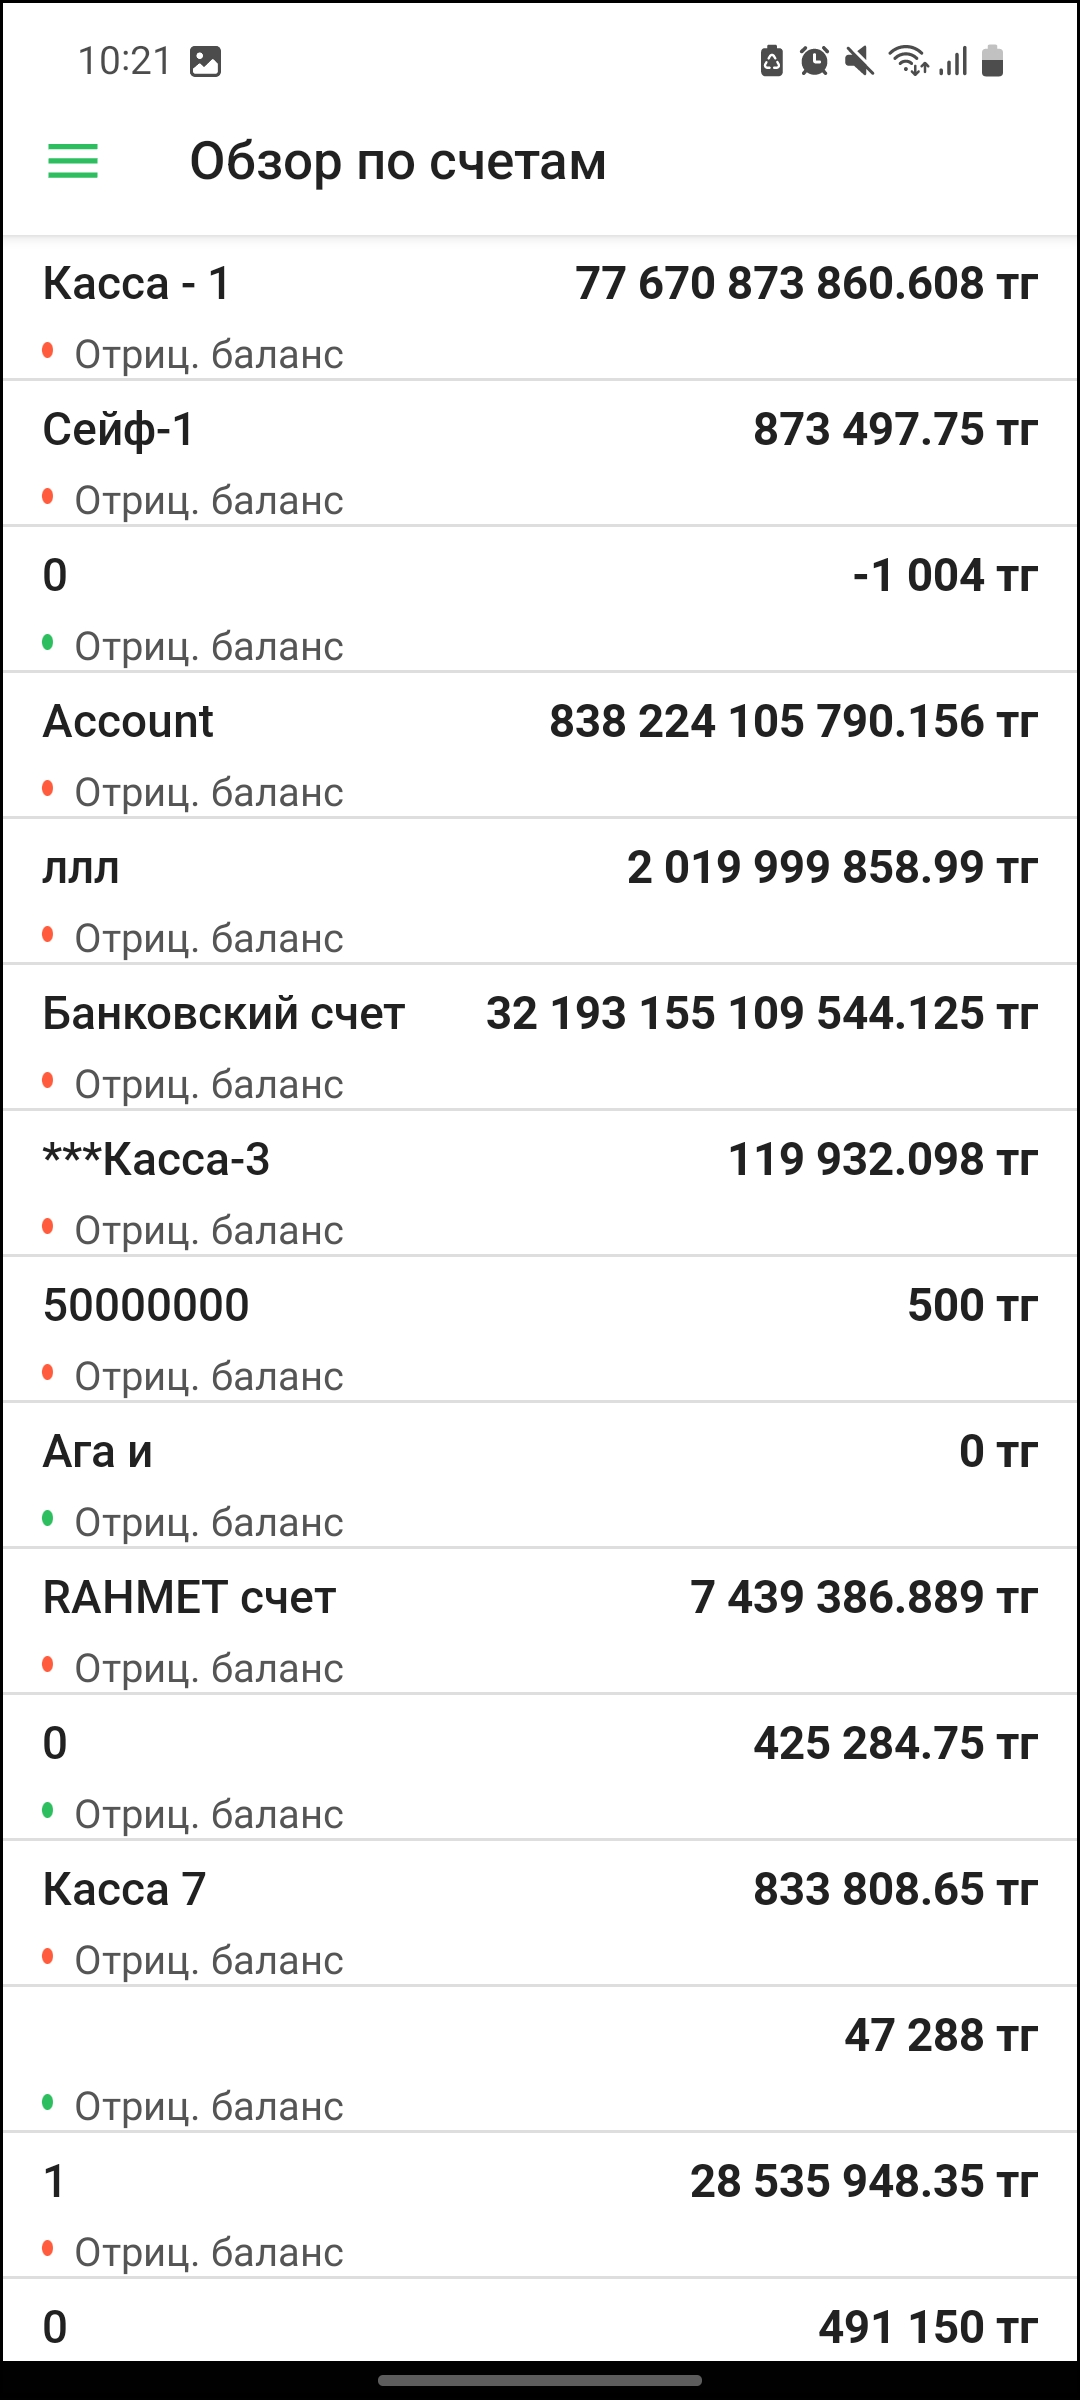 10:21
Обзор по счетам
Касса - 1 77 670 873 860.608 тг
Отриц. баланс
Сейф-1 873 497.75 тг
Отриц. баланс
0 -1 004 тг
Отриц. баланс
Account 838 224 105 790.156 тг
Отриц. баланс
ллл 2 019 999 858.99 тг
Отриц. баланс
Банковский счет 32 193 155 109 544.125 тг
Отриц. баланс
***Касса-3 119 932.098 тг
Отриц. баланс
50000000 500 тг
Отриц. баланс
Ага и 0 тг
Отриц. баланс
RAHMET счет 7 439 386.889 тг
Отриц. баланс
0 425 284.75 тг
Отриц. баланс
Касса 7 833 808.65 тг
Отриц. баланс
47 288 тг
Отриц. баланс
1 28 535 948.35 тг
Отриц. баланс
0 491 150 тг